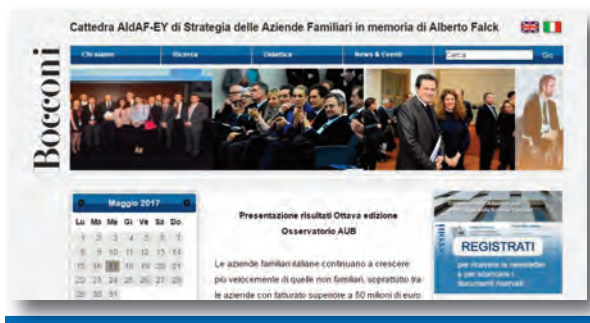 Cattedra AIdAF-EY di Strategia delle Aziende Familiari in memoria di Alberto Falck
Bocconi
Chi siamo
Ricerca
Didattica
News & Eventi
Cerca
Go
Maggio 2017
Lu Ma Me Gi Ve Sa Do
1 2 3 4 5 6 7
8 9 10 11 12 13 14
15 16 17 18 19 20 21
22 23 24 25 26 27 28
29 30 31
Presentazione risultati Ottava edizione
Osservatorio AUB
Le aziende familiari italiane continuano a crescere
più velocemente di quelle non familiari, soprattutto tra
le aziende con fatturato superiore a 50 milioni di euro
Bocconi
REGISTRATI
per ricevere la newsletter
e per scaricare i
documenti riservati